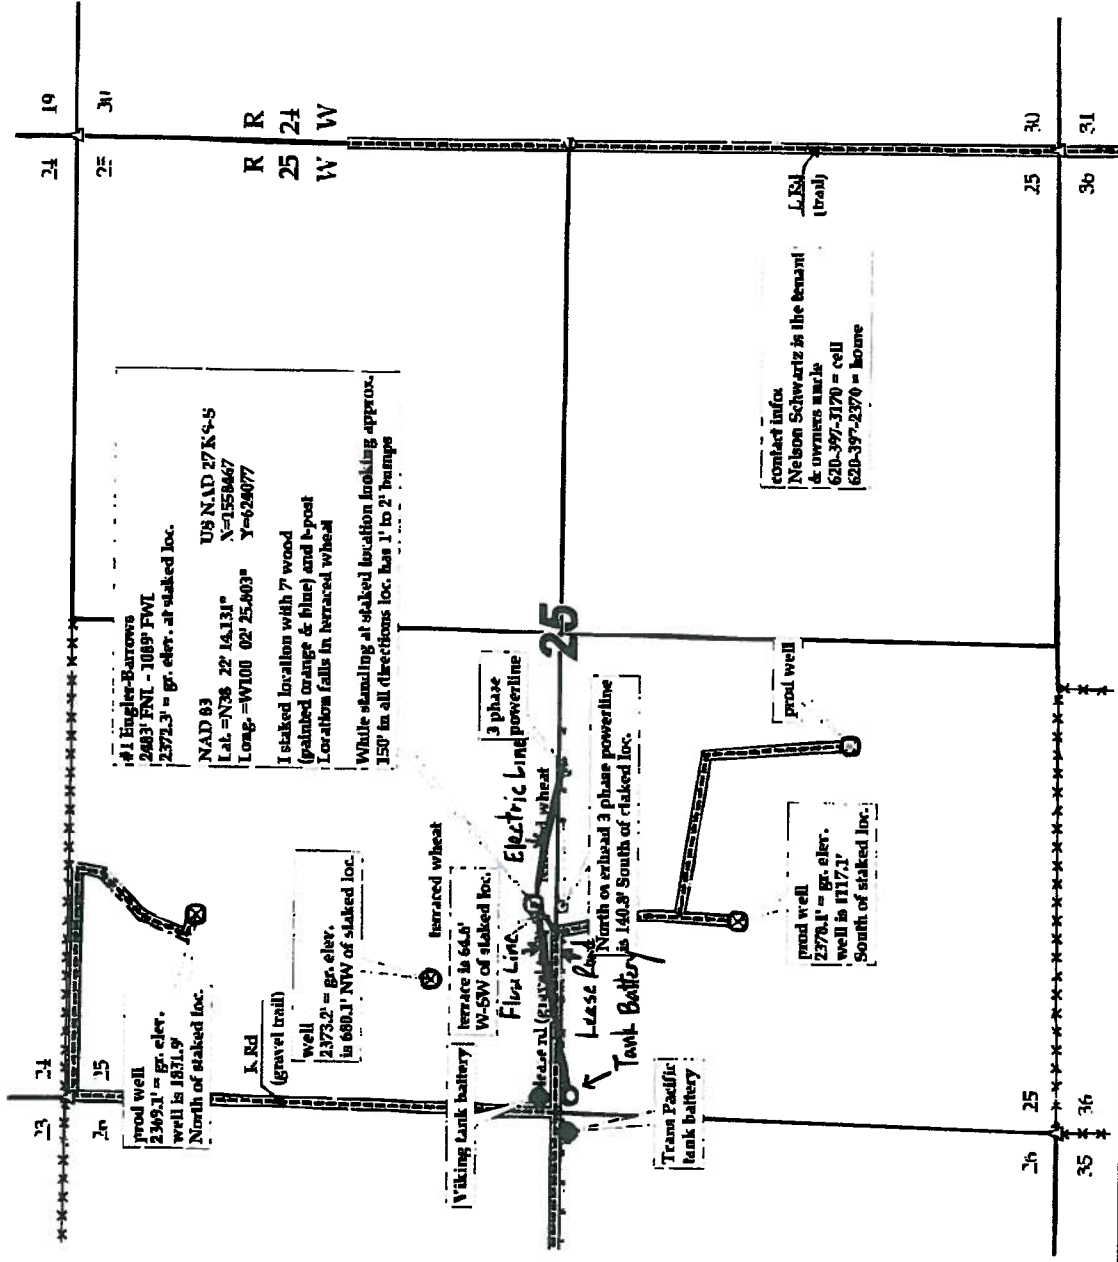 19
30
24
R R
25 24
W W
#1 Engler-Barrows
2483' FNL - 1089' FWL
2372.3' = gr. elev. at staked loc.
NAD 83
Lat. =N38 22' 14.131"
Long. =W100 02' 25.803"
US NAD 27 KS-S
X=1558467
Y=624077
I staked location with 7' wood
(painted orange & blue) and t-post
Location falls in terraced wheat
While standing at staked location looking approx.
150' in all directions loc. has 1' to 2' bumps
23
24
26
25
prod well
2369.1' = gr. elev.
well is 1831.9'
North of staked loc.
K Rd
(gravel trail)
well
2373.2' = gr. elev.
is 680.1' NW of staked loc.
terraced wheat
Viking tank battery
terrace is 64.6'
W-SW of staked loc.
Flow Line
Electric Line
3 phase
powerline
wheat
25
lease rd (grav
Lease Road
Tank Battery
North overhead 3 phase powerline
is 140.8' South of staked loc.
Trans Pacific
tank battery
prod well
2378.1' = gr. elev.
well is 1117.1'
South of staked loc.
prod well
contact info:
Nelson Schwartz is the tenant
& owners uncle
620-397-3170 = cell
620-397-2370 = home
L Rd
(trail)
25
30
36
31
26
25
35
36